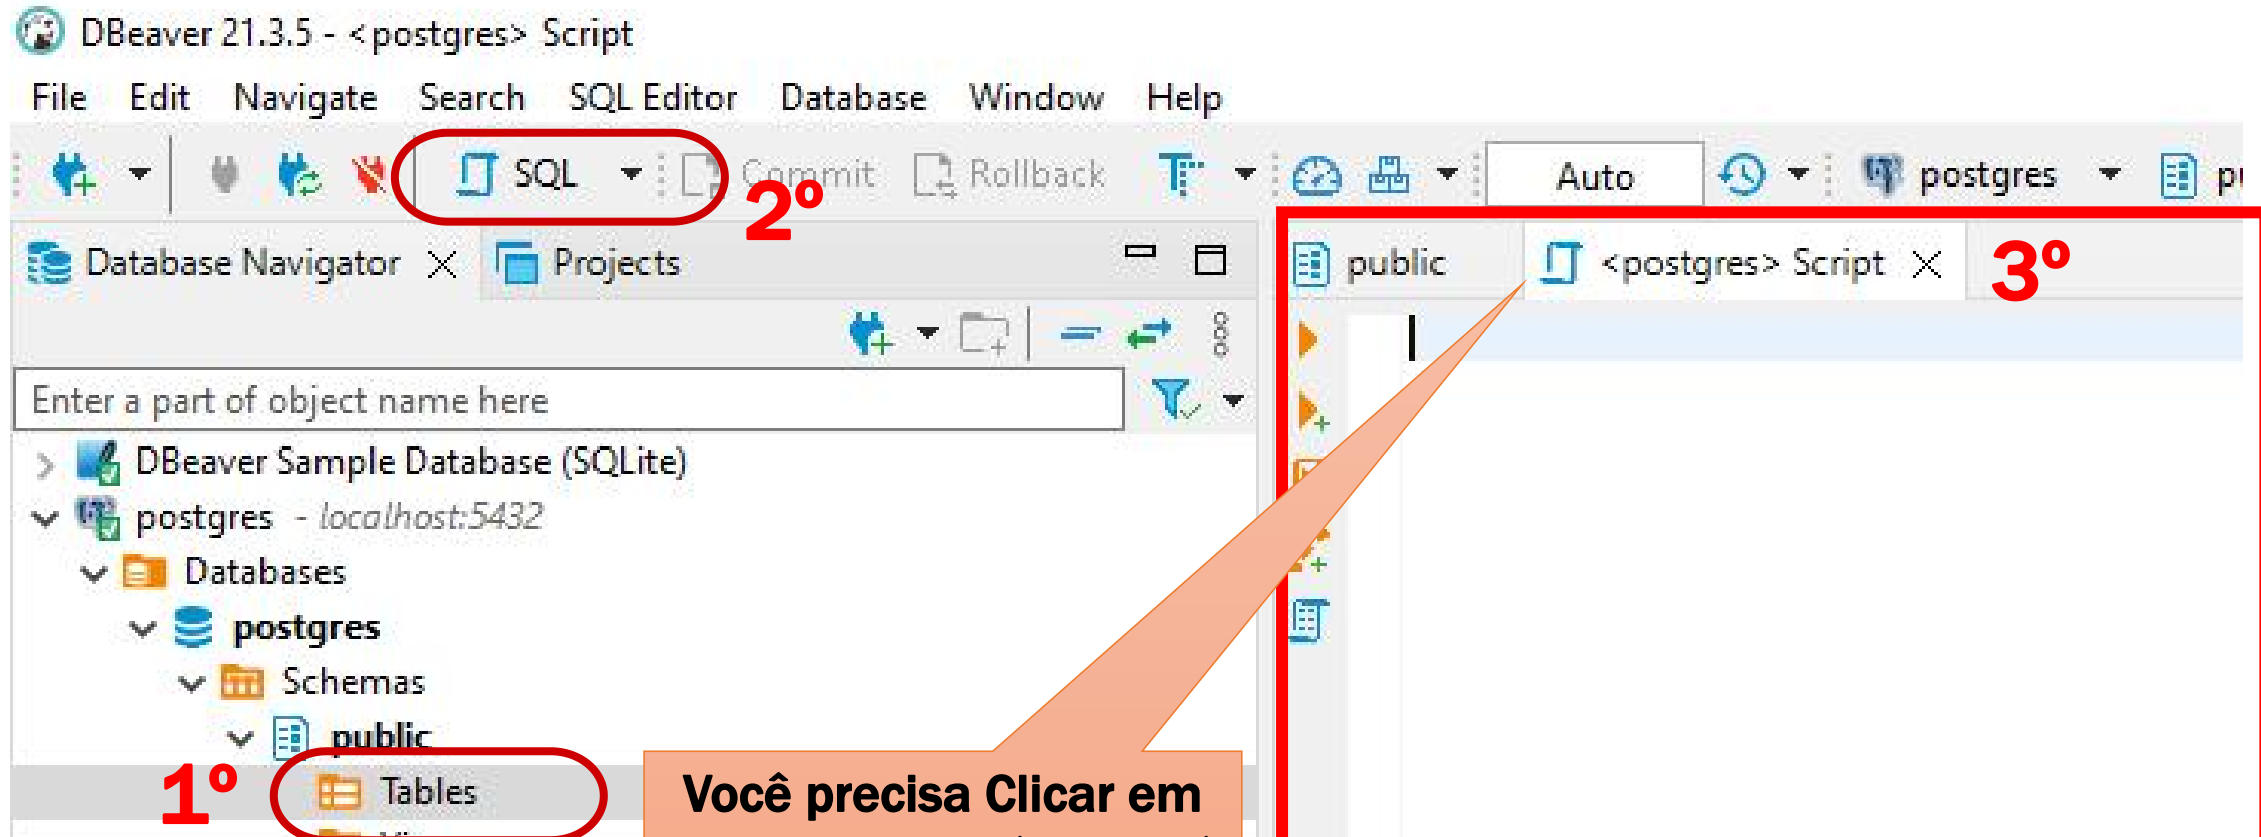 DBeaver 21.3.5 - <postgres> Script
File Edit Navigate Search SQL Editor Database Window Help
SQL Commit Rollback Auto postgres
2º
Database Navigator Projects
public <postgres> Script 3º
Enter a part of object name here
DBeaver Sample Database (SQLite)
postgres - localhost:5432
Databases
postgres
Schemas
public
1º Tables
Você precisa Clicar em